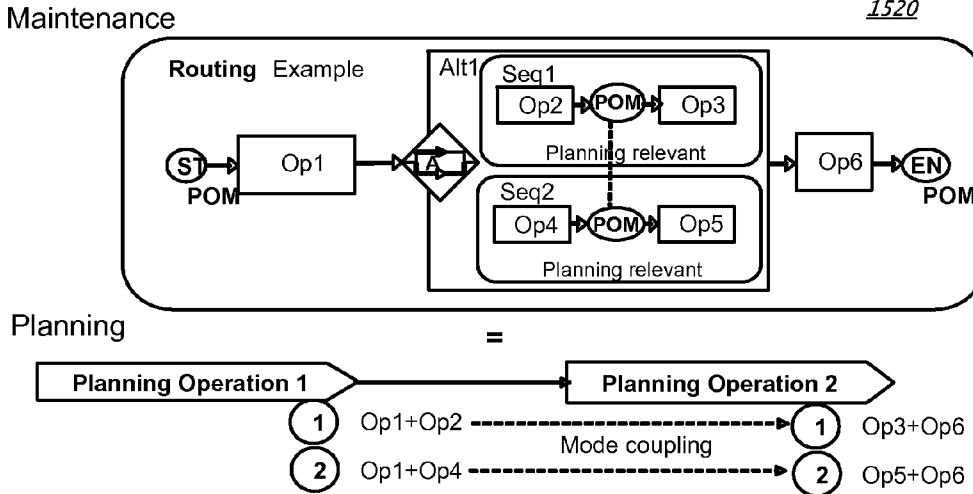 Maintenance
1520
Routing Example
Alt1
Seq1
Op2
POM
Op3
Planning relevant
ST
POM
Op1
A
Op6
EN
POM
Seq2
Op4
POM
Op5
Planning relevant
Planning
=
Planning Operation 1
Planning Operation 2
1 Op1+Op2
1 Op3+Op6
Mode coupling
2 Op1+Op4
2 Op5+Op6